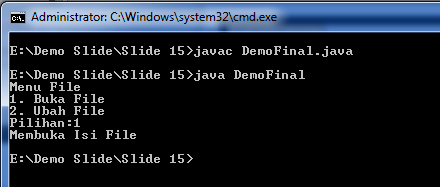 Administrator: C:\Windows\system32\cmd.exe
E:\Demo Slide\Slide 15>javac DemoFinal.java
E:\Demo Slide\Slide 15>java DemoFinal
Menu File
1. Buka File
2. Ubah File
Pilihan:1
Membuka Isi File
E:\Demo Slide\Slide 15>